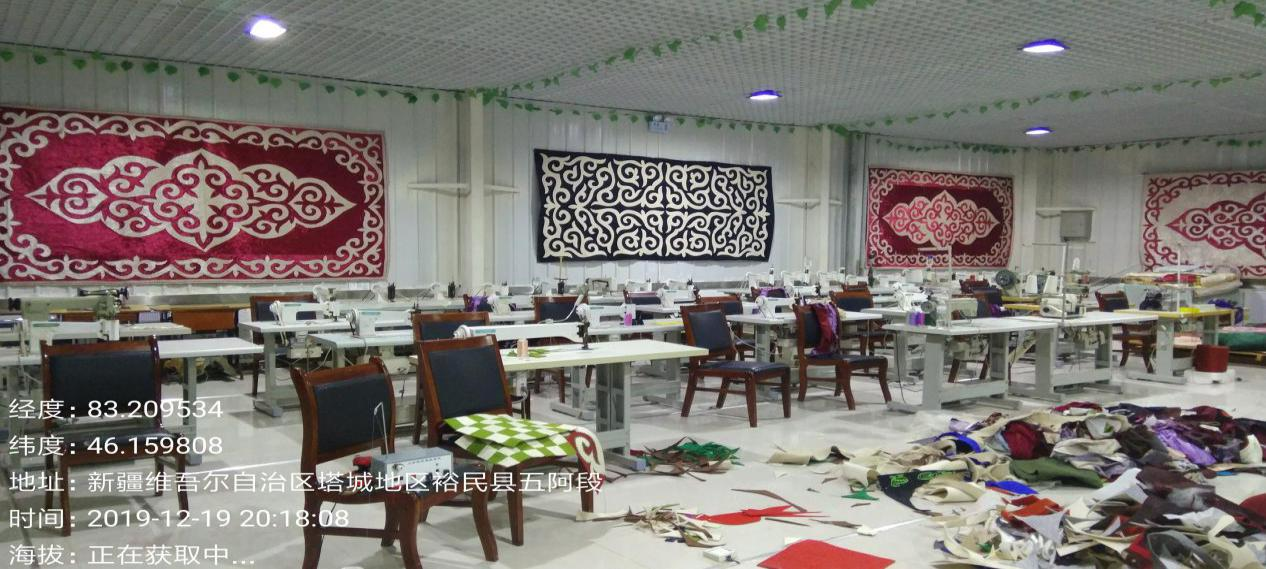 经度: 83.209534
纬度: 46.159808
地址: 新疆维吾尔自治区塔城地区裕民县五阿段
时间: 2019-12-19 20:18:08
海拔: 正在获取中...